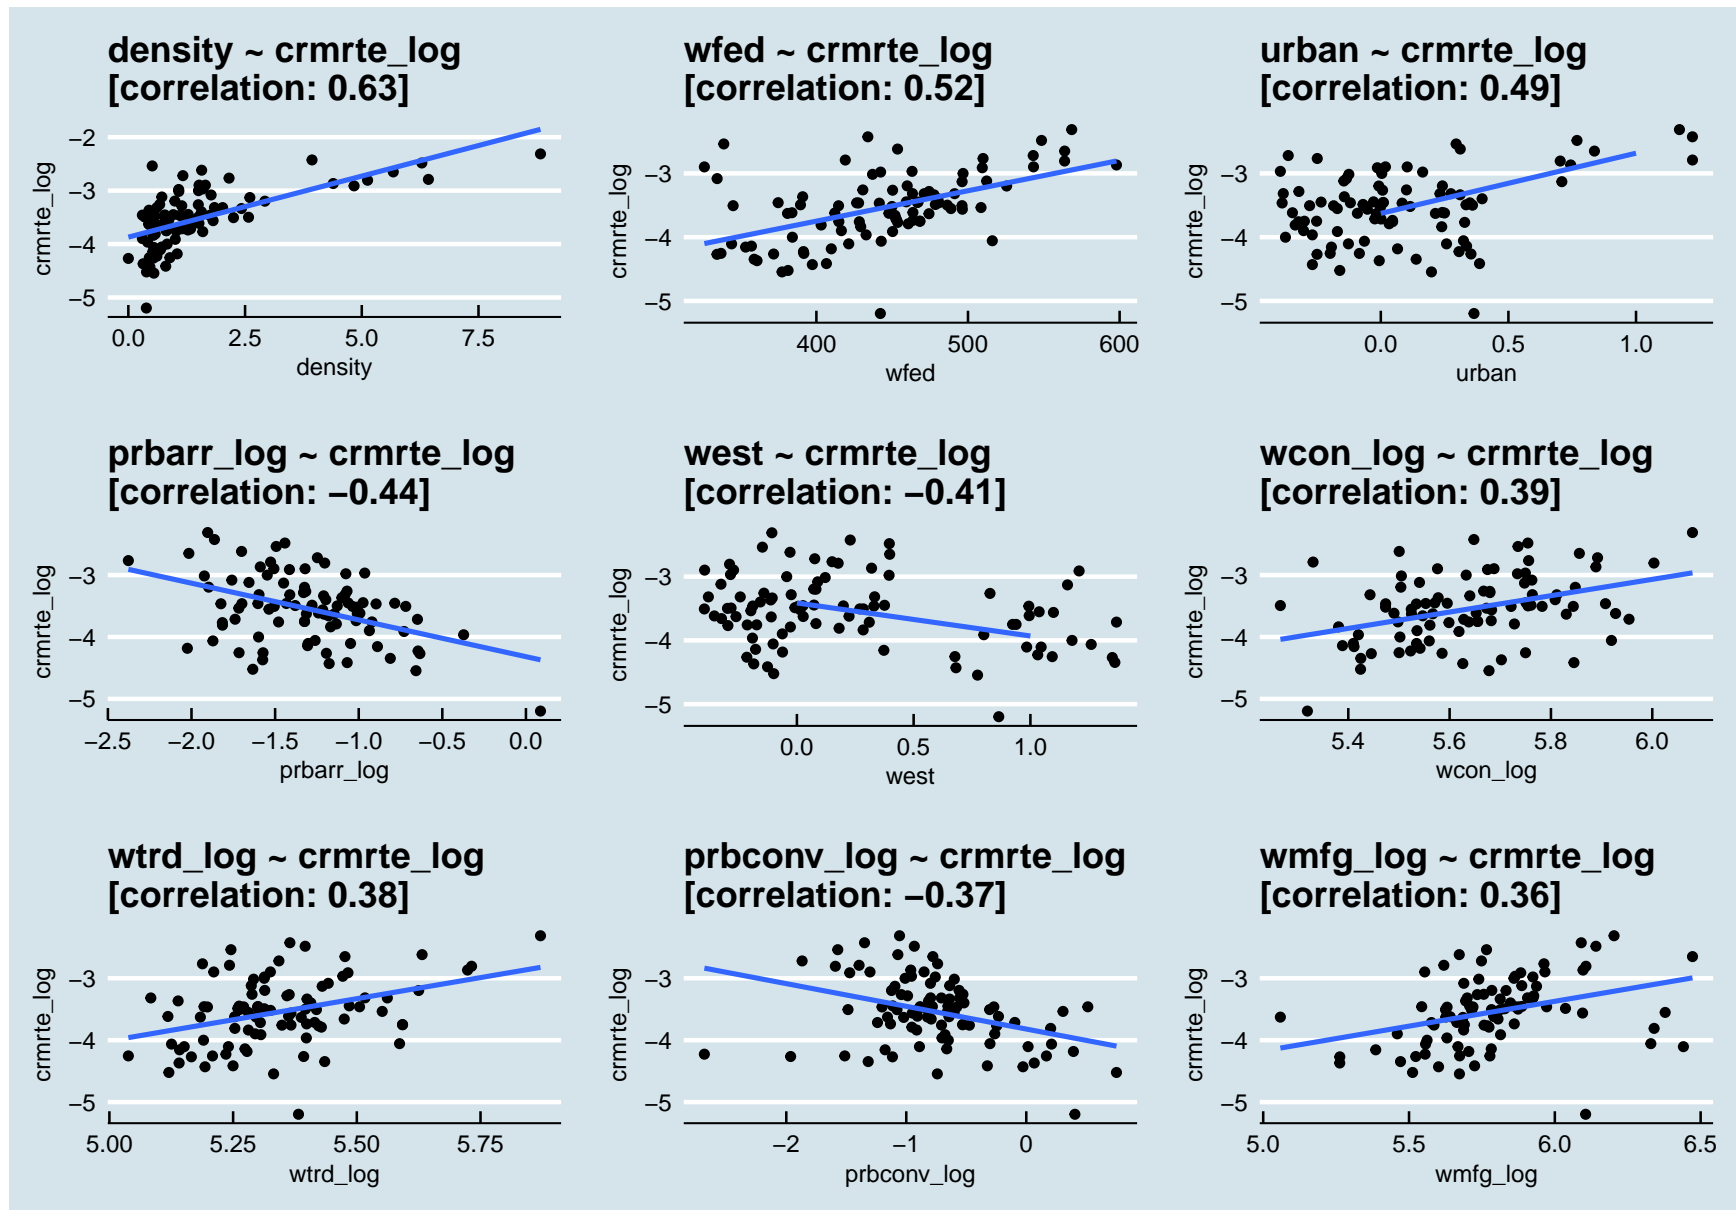 density ~ crmrte_log
[correlation: 0.63]
crmrte_log
−2
−3
−4
−5
0.0 2.5 5.0 7.5
density
wfed ~ crmrte_log
[correlation: 0.52]
crmrte_log
−3
−4
−5
400 500 600
wfed
urban ~ crmrte_log
[correlation: 0.49]
crmrte_log
−3
−4
−5
0.0 0.5 1.0
urban
prbarr_log ~ crmrte_log
[correlation: −0.44]
crmrte_log
−3
−4
−5
−2.5 −2.0 −1.5 −1.0 −0.5 0.0
prbarr_log
west ~ crmrte_log
[correlation: −0.41]
crmrte_log
−3
−4
−5
0.0 0.5 1.0
west
wcon_log ~ crmrte_log
[correlation: 0.39]
crmrte_log
−3
−4
−5
5.4 5.6 5.8 6.0
wcon_log
wtrd_log ~ crmrte_log
[correlation: 0.38]
crmrte_log
−3
−4
−5
5.00 5.25 5.50 5.75
wtrd_log
prbconv_log ~ crmrte_log
[correlation: −0.37]
crmrte_log
−3
−4
−5
−2 −1 0
prbconv_log
wmfg_log ~ crmrte_log
[correlation: 0.36]
crmrte_log
−3
−4
−5
5.0 5.5 6.0 6.5
wmfg_log